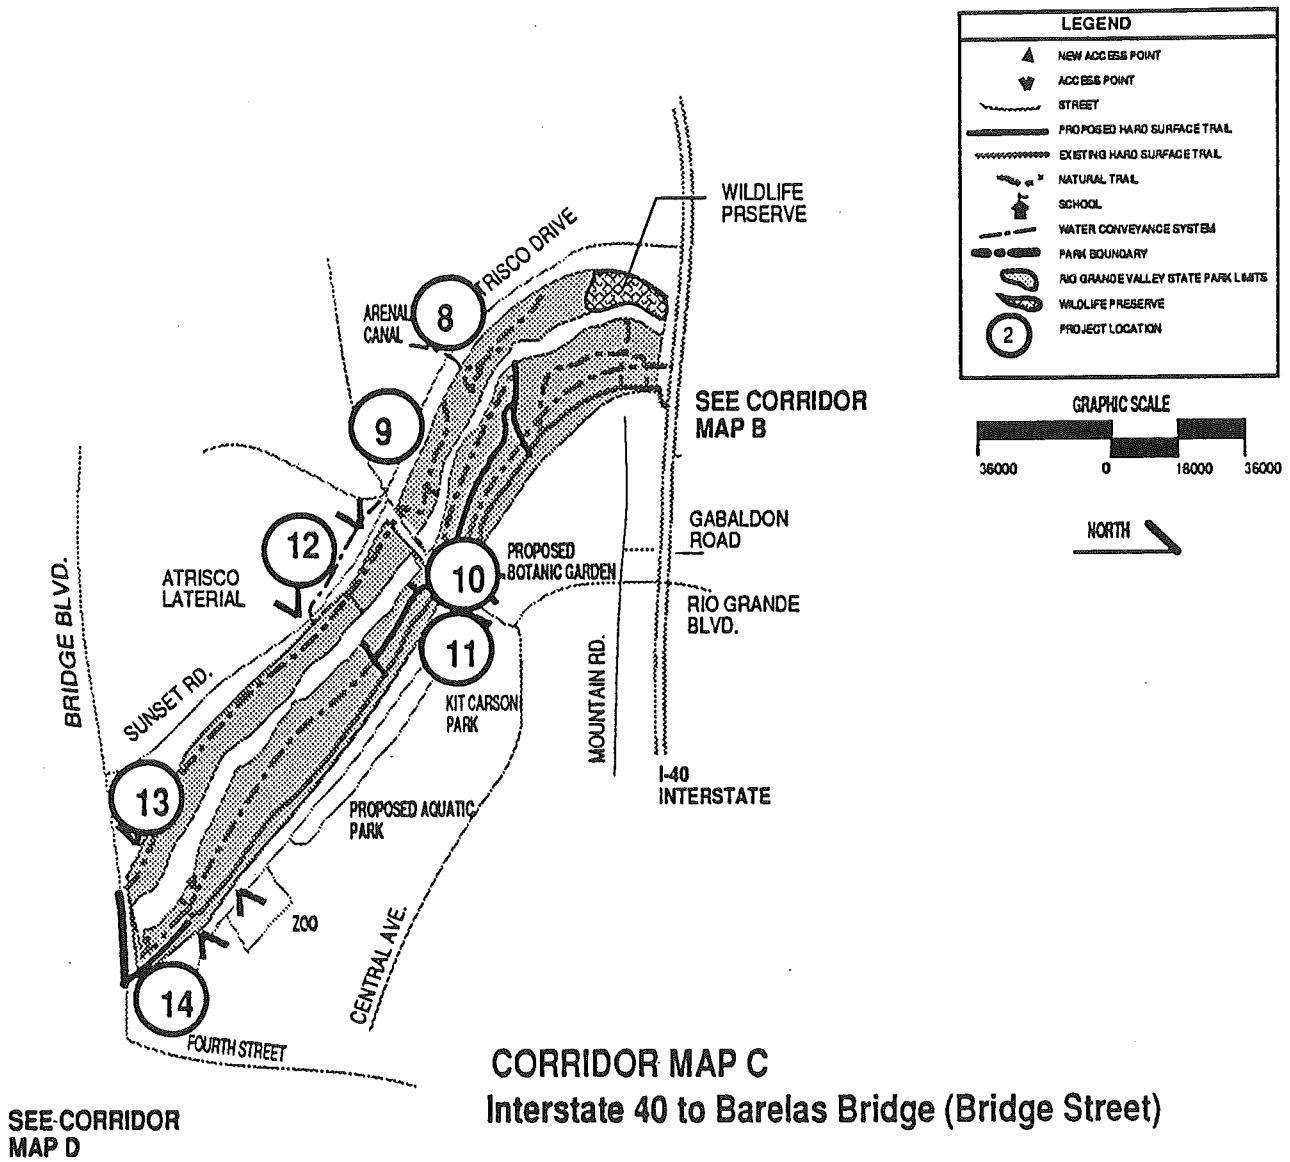 LEGEND
NEW ACCESS POINT
ACCESS POINT
STREET
PROPOSED HARD SURFACE TRAIL
EXISTING HARD SURFACE TRAIL
NATURAL TRAIL
SCHOOL
WATER CONVEYANCE SYSTEM
PARK BOUNDARY
RIO GRANDE VALLEY STATE PARK LIMITS
WILDLIFE PRESERVE
2
PROJECT LOCATION
GRAPHIC SCALE
36000 0 18000 36000
NORTH
WILDLIFE
PRSERVE
TRISCO DRIVE
ARENAL
CANAL
8
9
SEE CORRIDOR
MAP B
12
ATRISCO
LATERIAL
GABALDON
ROAD
PROPOSED
BOTANIC GARDEN
10
RIO GRANDE
BLVD.
11
KIT CARSON
PARK
BRIDGE BLVD.
SUNSET RD.
MOUNTAIN RD.
I-40
INTERSTATE
13
PROPOSED AQUATIC
PARK
ZOO
CENTRAL AVE.
14
FOURTH STREET
CORRIDOR MAP C
Interstate 40 to Barelas Bridge (Bridge Street)
SEE-CORRIDOR
MAP D